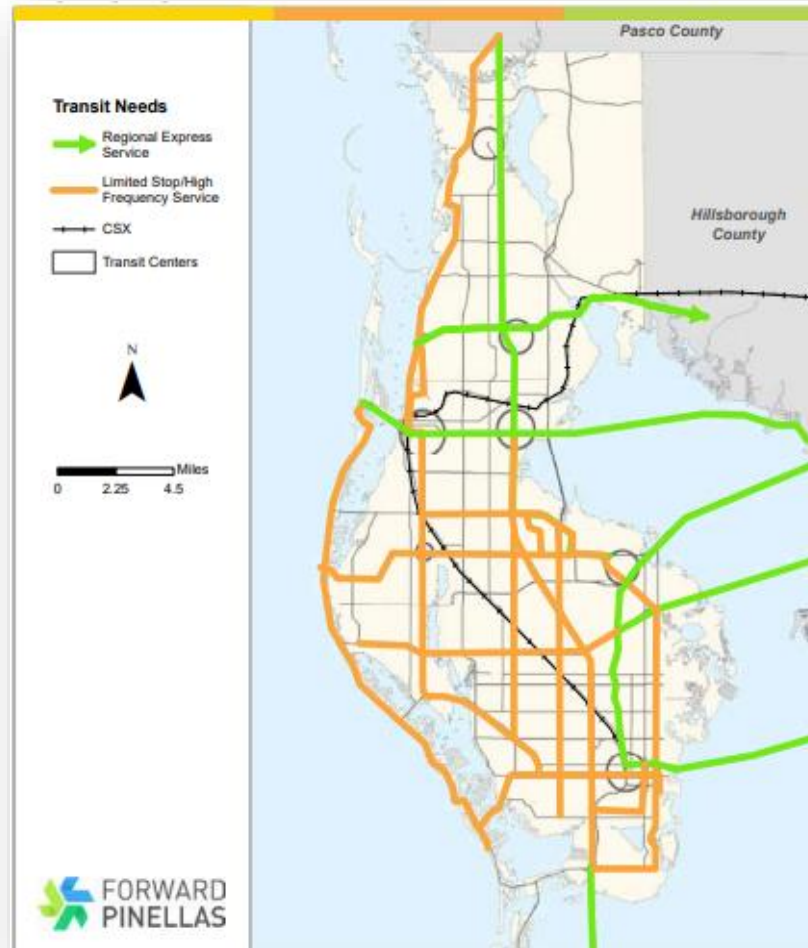 Pasco County
Transit Needs
Regional Express
Service
Limited Stop/High
Frequency Service
CSX
Transit Centers
Hillsborough
County
N
Miles
0 2.25 4.5
FORWARD
PINELLAS